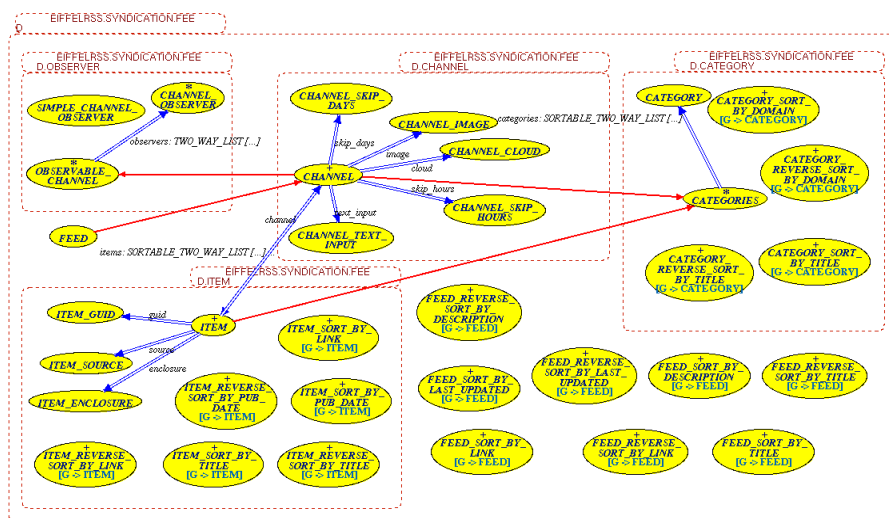 EIFFELRSS.SYNDICATION.FEE
D
EIFFELRSS.SYNDICATION.FEE
D.OBSERVER
*
CHANNEL_
OBSERVER
SIMPLE_CHANNEL_
OBSERVER
observers: TWO_WAY_LIST [...]
*
OBSERVABLE_
CHANNEL
FEED
EIFFELRSS.SYNDICATION.FEE
D.CHANNEL
CHANNEL_SKIP_
DAYS
CHANNEL_IMAGE
categories: SORTABLE_TWO_WAY_LIST [...]
skip_days
image
CHANNEL_CLOUD
cloud
+
CHANNEL
skip_hours
CHANNEL_SKIP_
HOURS
text_input
CHANNEL_TEXT_
INPUT
channel
items: SORTABLE_TWO_WAY_LIST [...]
EIFFELRSS.SYNDICATION.FEE
D.CATEGORY
CATEGORY
+
CATEGORY_SORT_
BY_DOMAIN
[G -> CATEGORY]
+
CATEGORY_
REVERSE_SORT_
BY_DOMAIN
[G -> CATEGORY]
*
CATEGORIES
+
CATEGORY_
REVERSE_SORT_
BY_TITLE
[G -> CATEGORY]
+
CATEGORY_SORT_
BY_TITLE
[G -> CATEGORY]
EIFFELRSS.SYNDICATION.FEE
D.ITEM
ITEM_GUID
guid
+
ITEM
ITEM_SOURCE
source
enclosure
ITEM_ENCLOSURE
+
ITEM_SORT_BY_
LINK
[G -> ITEM]
+
ITEM_REVERSE_
SORT_BY_PUB_
DATE
[G -> ITEM]
+
ITEM_SORT_BY_
PUB_DATE
[G -> ITEM]
+
ITEM_REVERSE_
SORT_BY_LINK
[G -> ITEM]
+
ITEM_SORT_BY_
TITLE
[G -> ITEM]
+
ITEM_REVERSE_
SORT_BY_TITLE
[G -> ITEM]
+
FEED_REVERSE_
SORT_BY_
DESCRIPTION
[G -> FEED]
+
FEED_SORT_BY_
LAST_UPDATED
[G -> FEED]
+
FEED_REVERSE_
SORT_BY_LAST_
UPDATED
[G -> FEED]
+
FEED_SORT_BY_
DESCRIPTION
[G -> FEED]
+
FEED_REVERSE_
SORT_BY_TITLE
[G -> FEED]
+
FEED_SORT_BY_
LINK
[G -> FEED]
+
FEED_REVERSE_
SORT_BY_LINK
[G -> FEED]
+
FEED_SORT_BY_
TITLE
[G -> FEED]